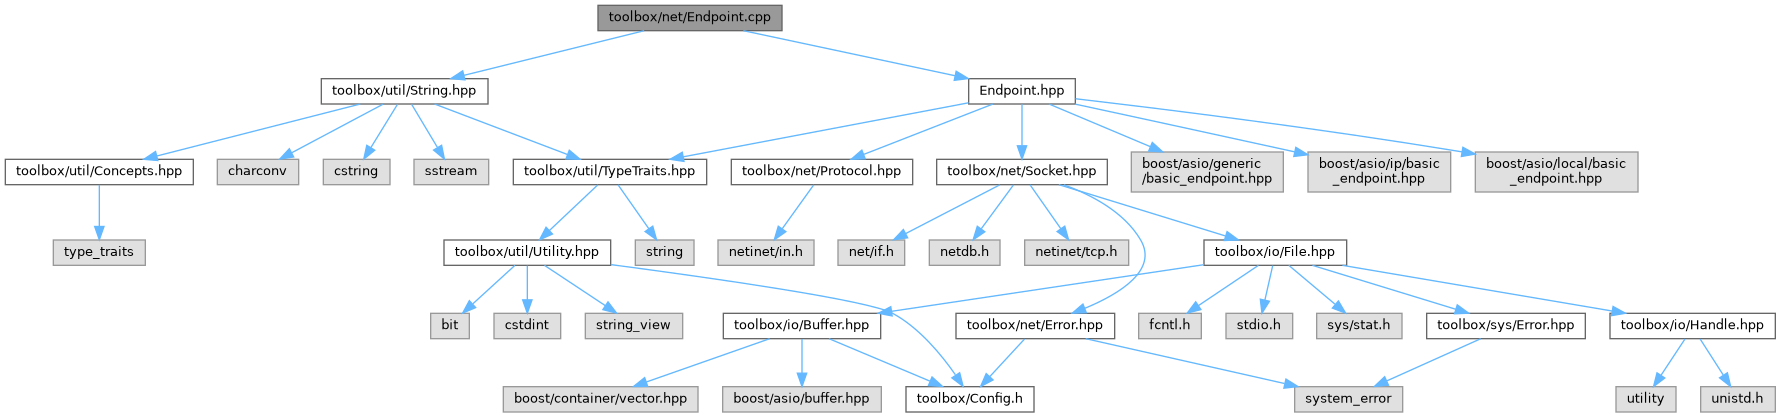 toolbox/net/Endpoint.cpp
toolbox/util/String.hpp
Endpoint.hpp
toolbox/util/Concepts.hpp
charconv
cstring
sstream
toolbox/util/TypeTraits.hpp
toolbox/net/Protocol.hpp
toolbox/net/Socket.hpp
boost/asio/generic
/basic_endpoint.hpp
boost/asio/ip/basic
_endpoint.hpp
boost/asio/local/basic
_endpoint.hpp
type_traits
toolbox/util/Utility.hpp
string
netinet/in.h
net/if.h
netdb.h
netinet/tcp.h
toolbox/io/File.hpp
bit
cstdint
string_view
toolbox/io/Buffer.hpp
toolbox/net/Error.hpp
fcntl.h
stdio.h
sys/stat.h
toolbox/sys/Error.hpp
toolbox/io/Handle.hpp
boost/container/vector.hpp
boost/asio/buffer.hpp
toolbox/Config.h
system_error
utility
unistd.h